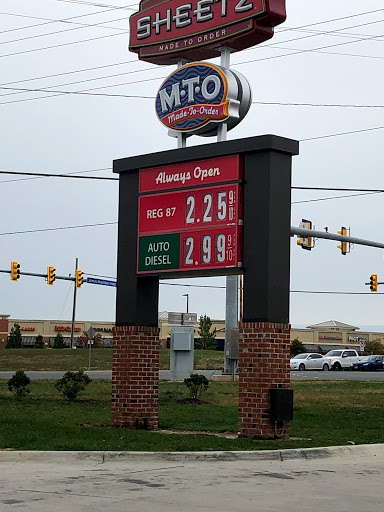 SHEETZ
MADE TO ORDER
M·T·O
Made-To-Order
Always Open
REG 87 2.25 9/10
AUTO DIESEL 2.99 9/10